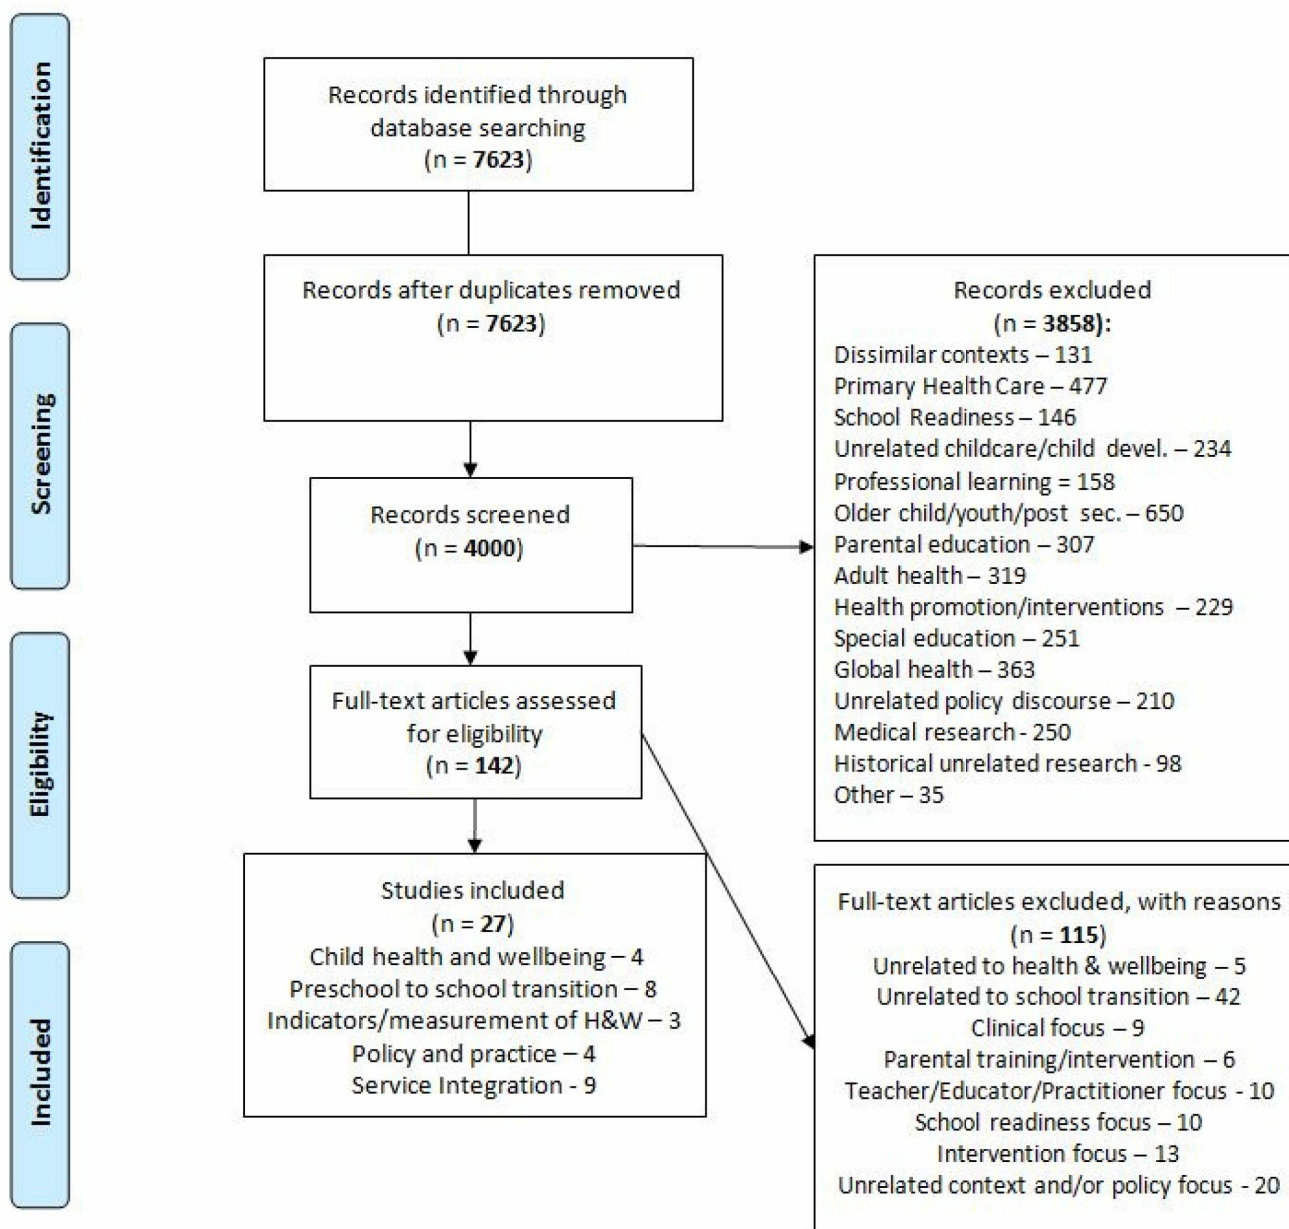 Identification
Records identified through
database searching
(n = 7623)
Records after duplicates removed
(n = 7623)
Screening
Records screened
(n = 4000)
Records excluded
(n = 3858):
Dissimilar contexts – 131
Primary Health Care – 477
School Readiness – 146
Unrelated childcare/child devel. – 234
Professional learning = 158
Older child/youth/post sec. – 650
Parental education – 307
Adult health – 319
Health promotion/interventions – 229
Special education – 251
Global health – 363
Unrelated policy discourse – 210
Medical research - 250
Historical unrelated research - 98
Other – 35
Eligibility
Full-text articles assessed
for eligibility
(n = 142)
Full-text articles excluded, with reasons
(n = 115)
Unrelated to health & wellbeing – 5
Unrelated to school transition – 42
Clinical focus – 9
Parental training/intervention – 6
Teacher/Educator/Practitioner focus - 10
School readiness focus – 10
Intervention focus – 13
Unrelated context and/or policy focus - 20
Included
Studies included
(n = 27)
Child health and wellbeing – 4
Preschool to school transition – 8
Indicators/measurement of H&W – 3
Policy and practice – 4
Service Integration - 9